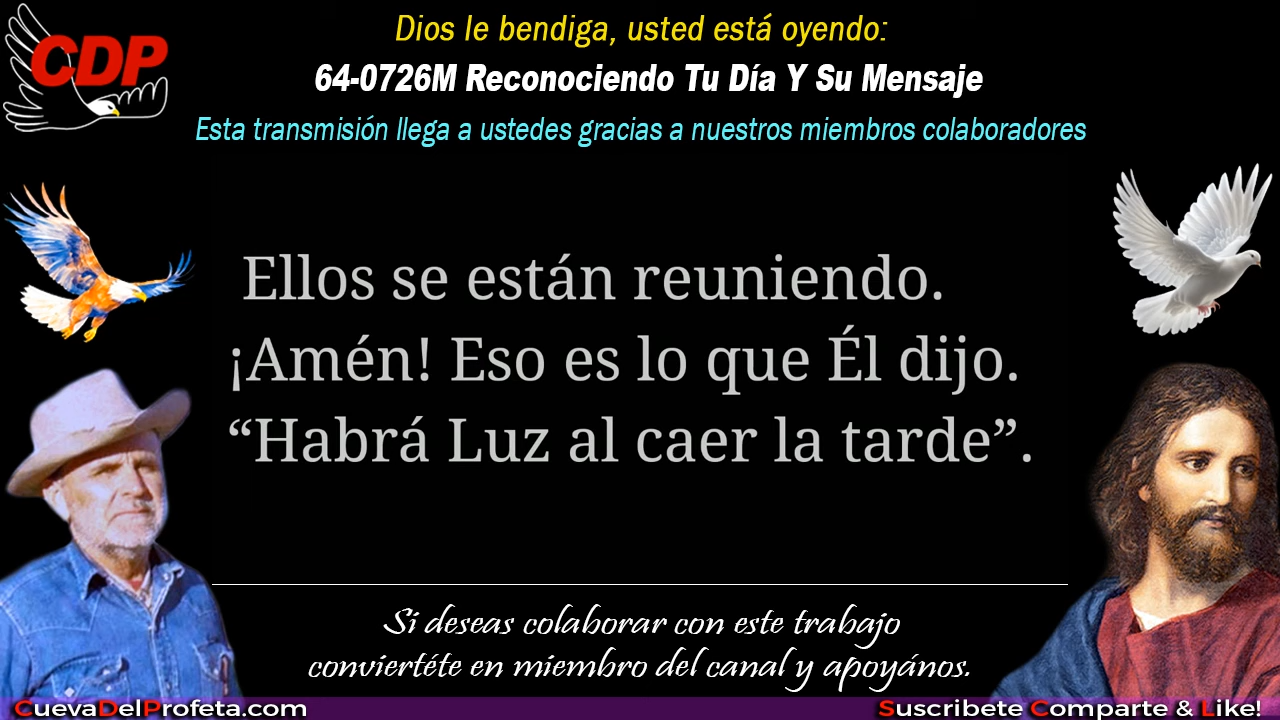 CDP
Dios le bendiga, usted está oyendo:
64-0726M Reconociendo Tu Día Y Su Mensaje
Esta transmisión llega a ustedes gracias a nuestros miembros colaboradores
Ellos se están reuniendo.
¡Amén! Eso es lo que Él dijo.
“Habrá Luz al caer la tarde”.
Si deseas colaborar con este trabajo
conviertéte en miembro del canal y apoyános.
CuevaDelProfeta.com
Suscribete Comparte & Like!